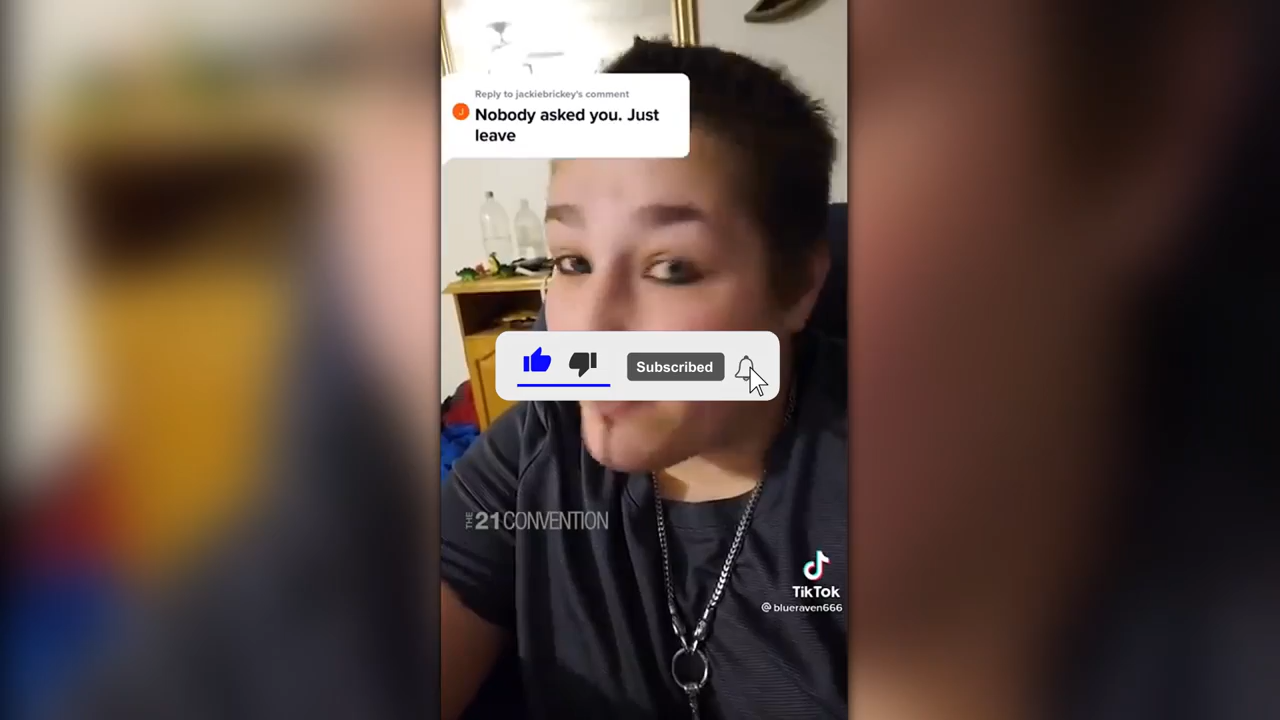 Reply to jackiebrickey's comment
J
Nobody asked you. Just
leave
Subscribed
THE 21 CONVENTION
TikTok
@blueraven666